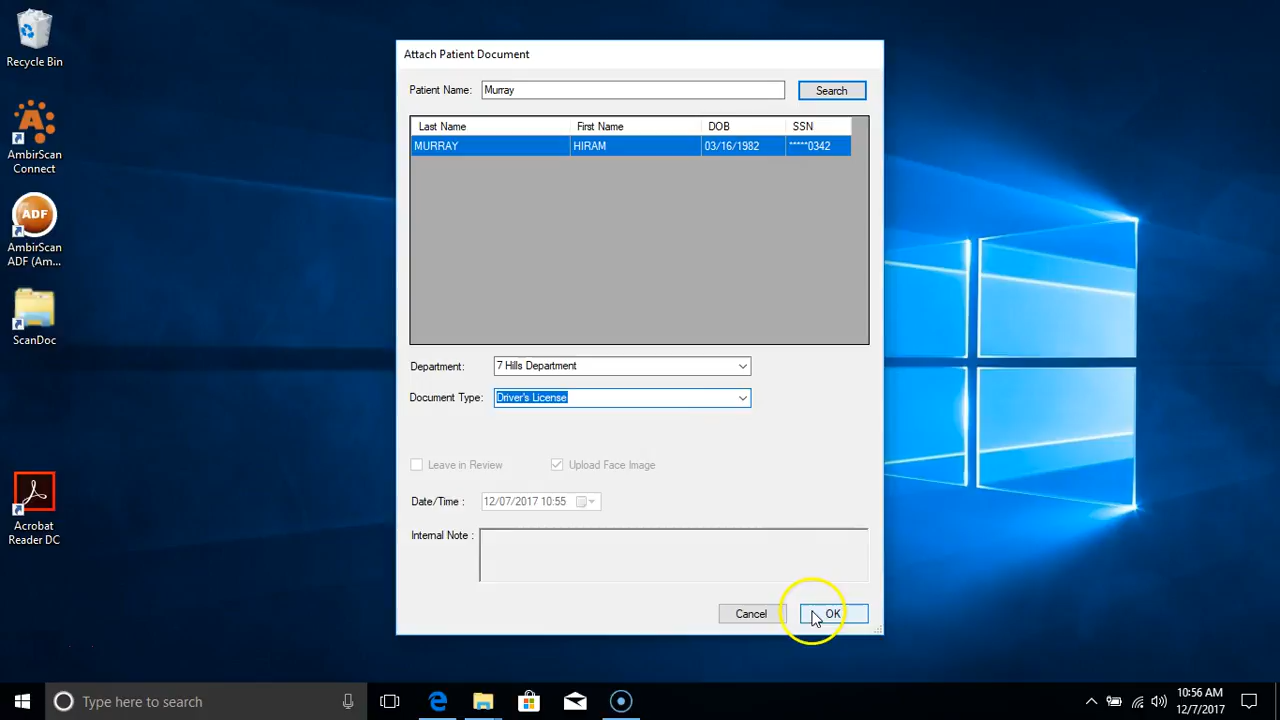 Recycle Bin
AmbirScan
Connect
ADF
AmbirScan
ADF (Am...
ScanDoc
Acrobat
Reader DC
Attach Patient Document
Patient Name: Murray Search
Last Name First Name DOB SSN
MURRAY HIRAM 03/16/1982 *****0342
Department: 7 Hills Department
Document Type: Driver's License
Leave in Review Upload Face Image
Date/Time : 12/07/2017 10:55
Internal Note :
Cancel OK
Type here to search
10:56 AM
12/7/2017